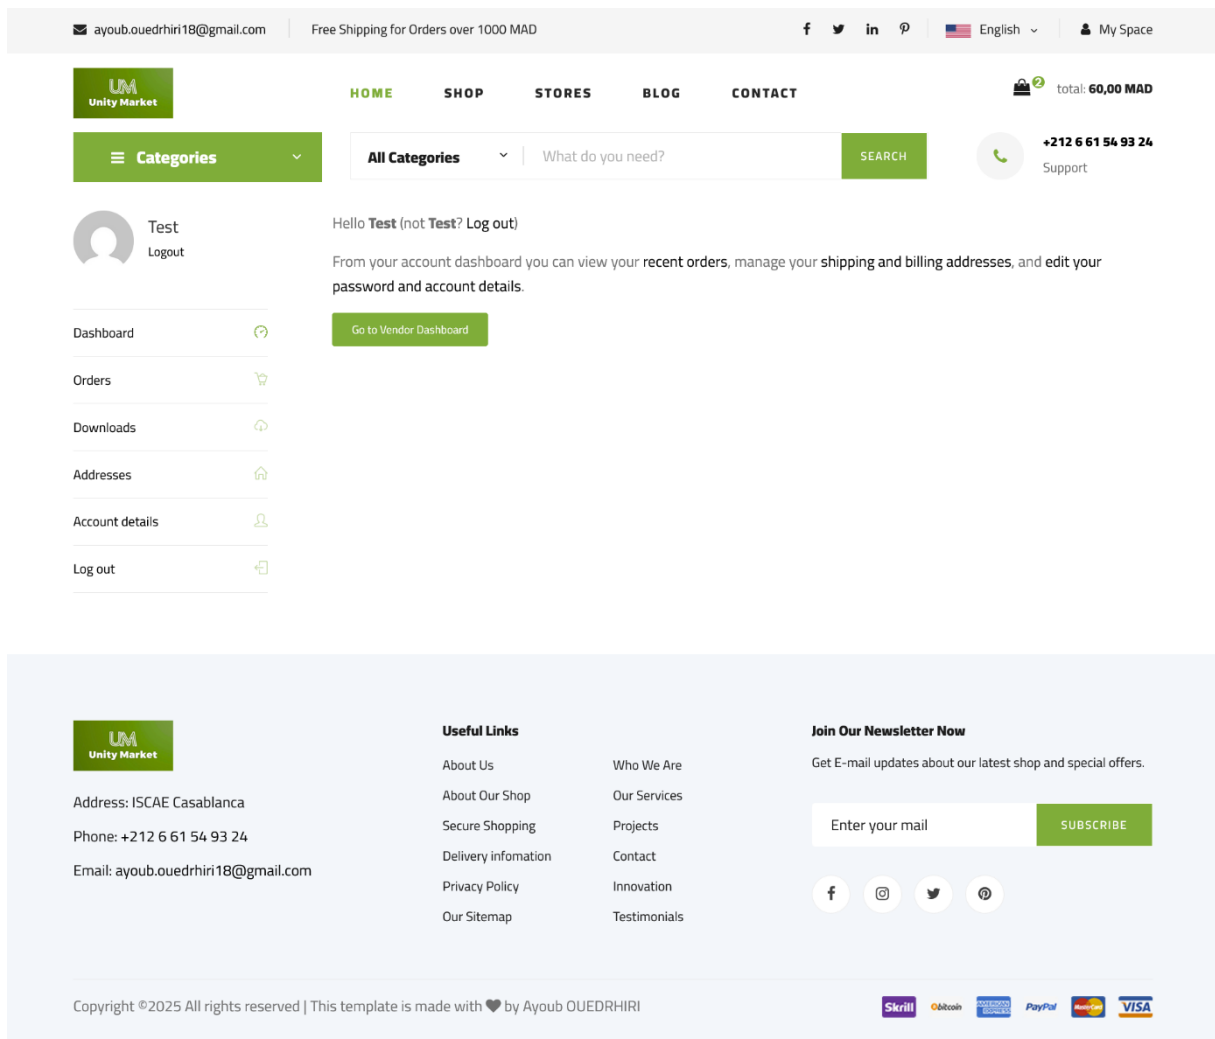 ayoub.ouedrhiri18@gmail.com Free Shipping for Orders over 1000 MAD English My Space
UM
Unity Market
HOME SHOP STORES BLOG CONTACT
2 total: 60,00 MAD
Categories All Categories What do you need? SEARCH
+212 6 61 54 93 24
Support
Test
Logout
Hello Test (not Test? Log out)
From your account dashboard you can view your recent orders, manage your shipping and billing addresses, and edit your
password and account details.
Go to Vendor Dashboard
Dashboard
Orders
Downloads
Addresses
Account details
Log out
UM
Unity Market
Address: ISCAE Casablanca
Phone: +212 6 61 54 93 24
Email: ayoub.ouedrhiri18@gmail.com
Useful Links
About Us
About Our Shop
Secure Shopping
Delivery infomation
Privacy Policy
Our Sitemap
Who We Are
Our Services
Projects
Contact
Innovation
Testimonials
Join Our Newsletter Now
Get E-mail updates about our latest shop and special offers.
Enter your mail SUBSCRIBE
Copyright ©2025 All rights reserved | This template is made with ♥ by Ayoub OUEDRHIRI
Skrill bitcoin AMERICAN EXPRESS PayPal MasterCard VISA